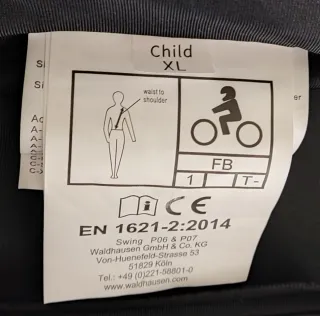 Child
XL
waist to
shoulder
FB
1 T-
CE
EN 1621-2:2014
Swing P06 & P07
Waldhausen GmbH & Co. KG
Von-Huenefeld-Strasse 53
51829 Köln
Tel.: +49 (0)221-58801-0
www.waldhausen.com